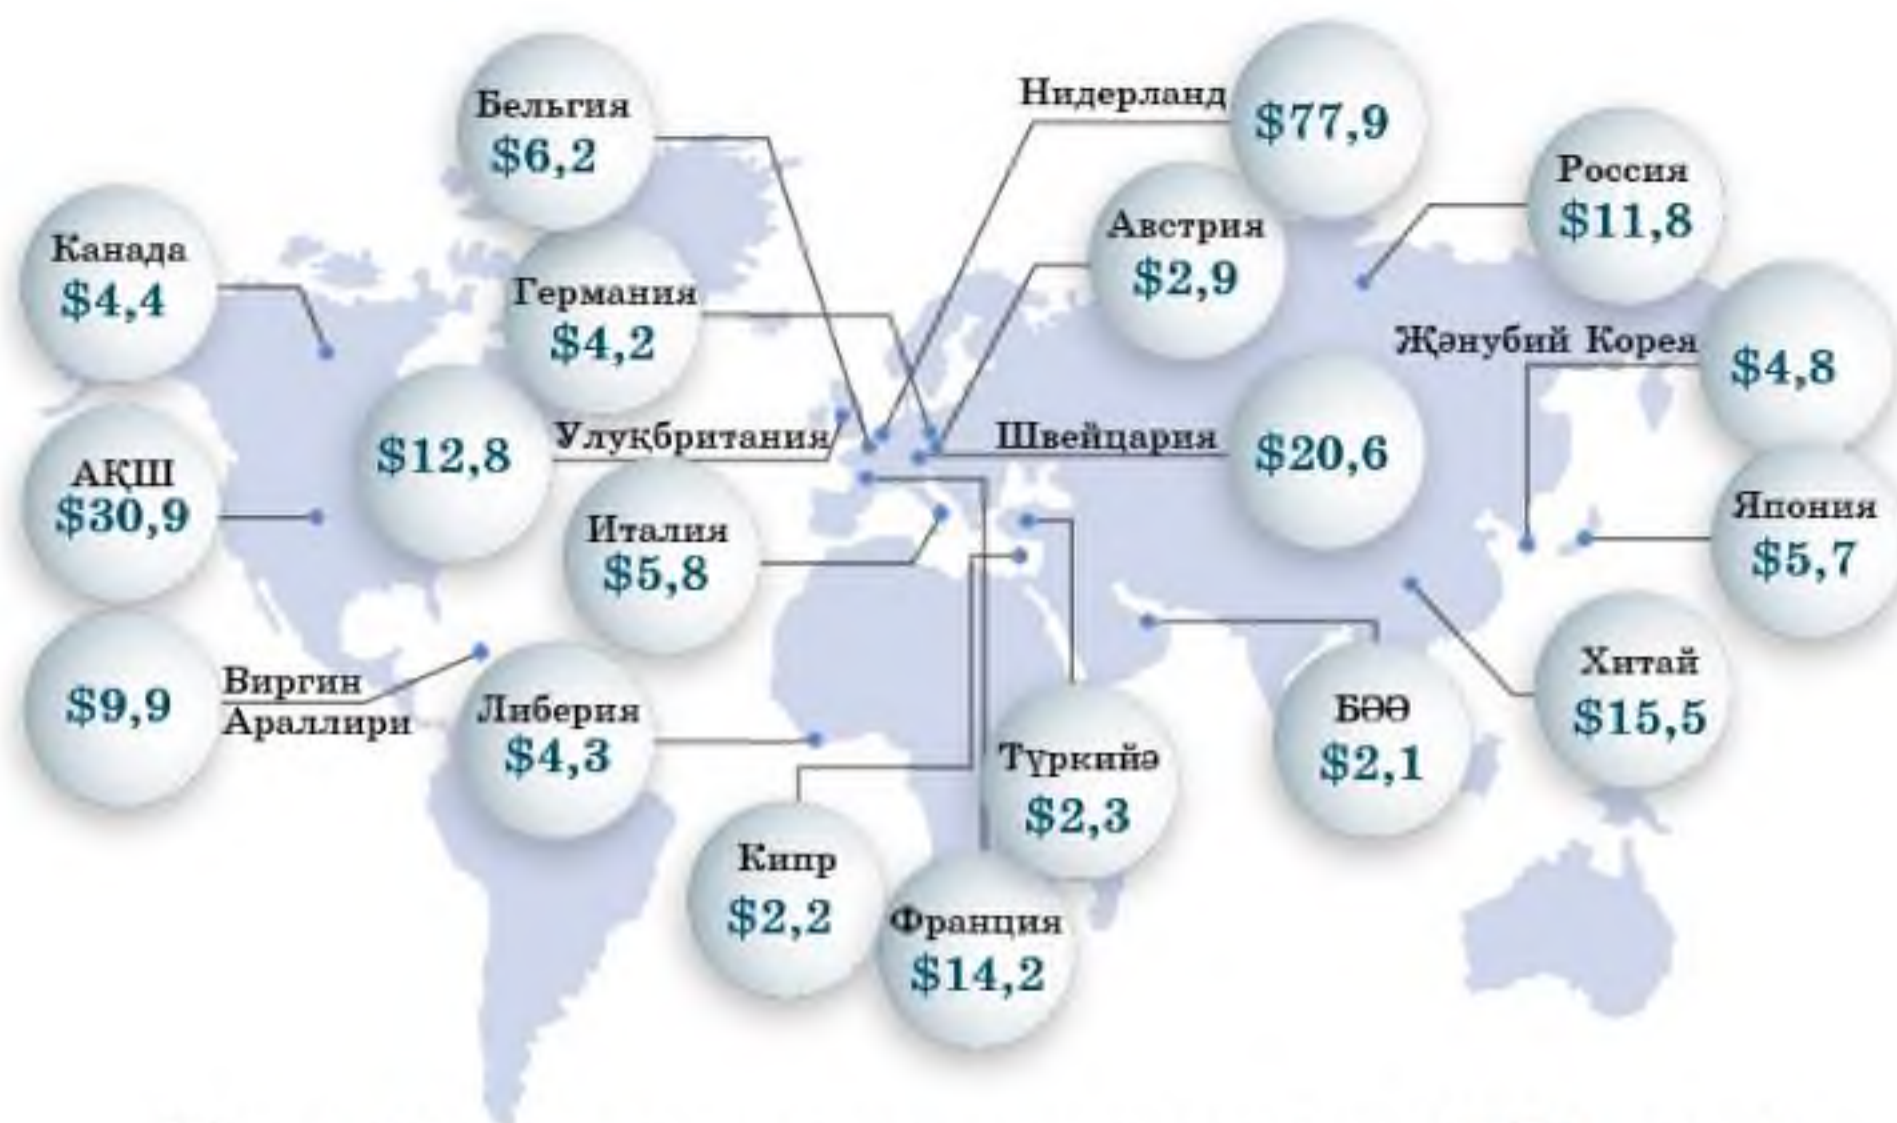 Бельгия
$6,2
Нидерланд
$77,9
Россия
$11,8
Канада
$4,4
Германия
$4,2
Австрия
$2,9
Җәнубий Корея
$4,8
АҚШ
$30,9
$12,8
Улуқбритания
Швейцария
$20,6
Италия
$5,8
Япония
$5,7
$9,9
Виргин
Араллири
Либерия
$4,3
Түркийә
$2,3
БӘӘ
$2,1
Хитай
$15,5
Кипр
$2,2
Франция
$14,2